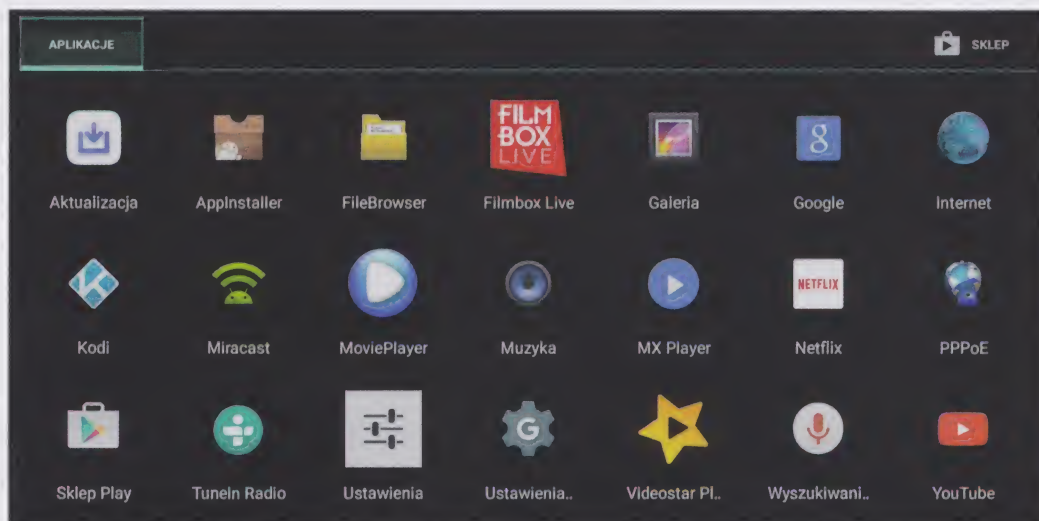 APLIKACJE
SKLEP
FILM
BOX
LIVE
g
Aktualizacja AppInstaller FileBrowser Filmbox Live Galeria Google Internet
NETFLIX
Kodi Miracast MoviePlayer Muzyka MX Player Netflix PPPoE
G
Sklep Play TuneIn Radio Ustawienia Ustawienia.. Videostar Pl.. Wyszukiwani.. YouTube